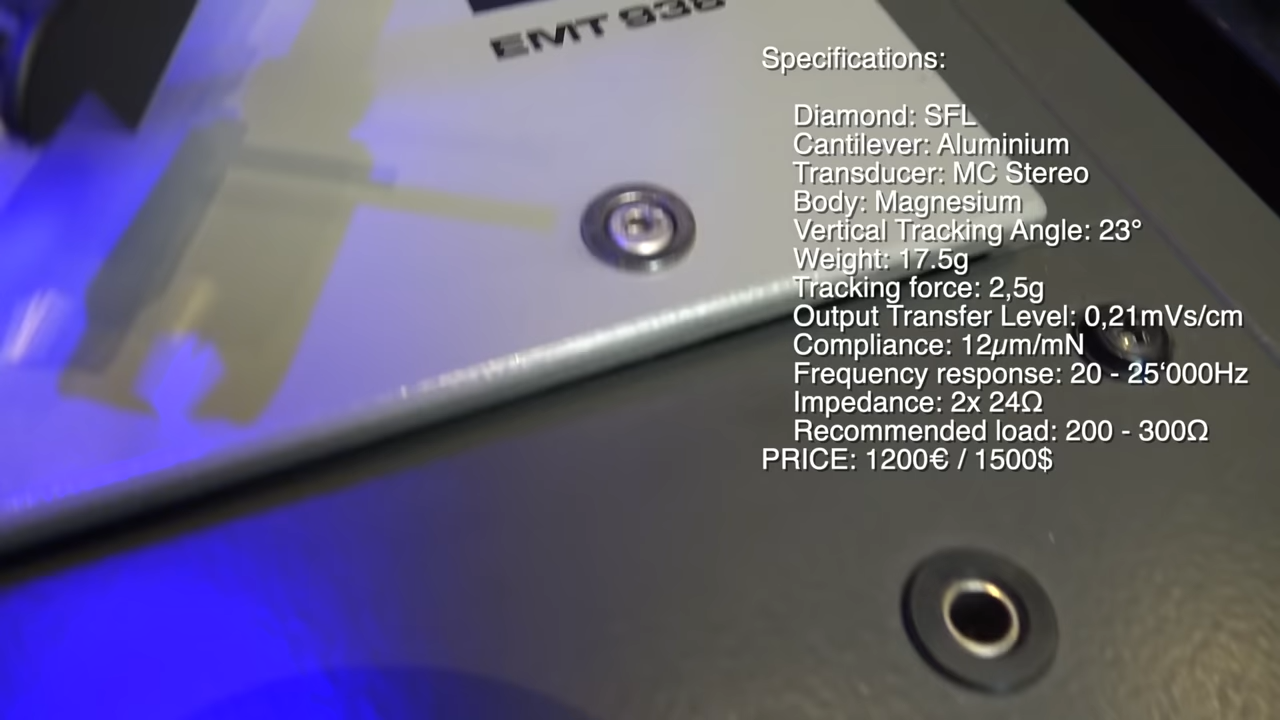 EMT 938
Specifications:
Diamond: SFL
Cantilever: Aluminium
Transducer: MC Stereo
Body: Magnesium
Vertical Tracking Angle: 23°
Weight: 17.5g
Tracking force: 2,5g
Output Transfer Level: 0,21mVs/cm
Compliance: 12µm/mN
Frequency response: 20 - 25‘000Hz
Impedance: 2x 24Ω
Recommended load: 200 - 300Ω
PRICE: 1200€ / 1500$